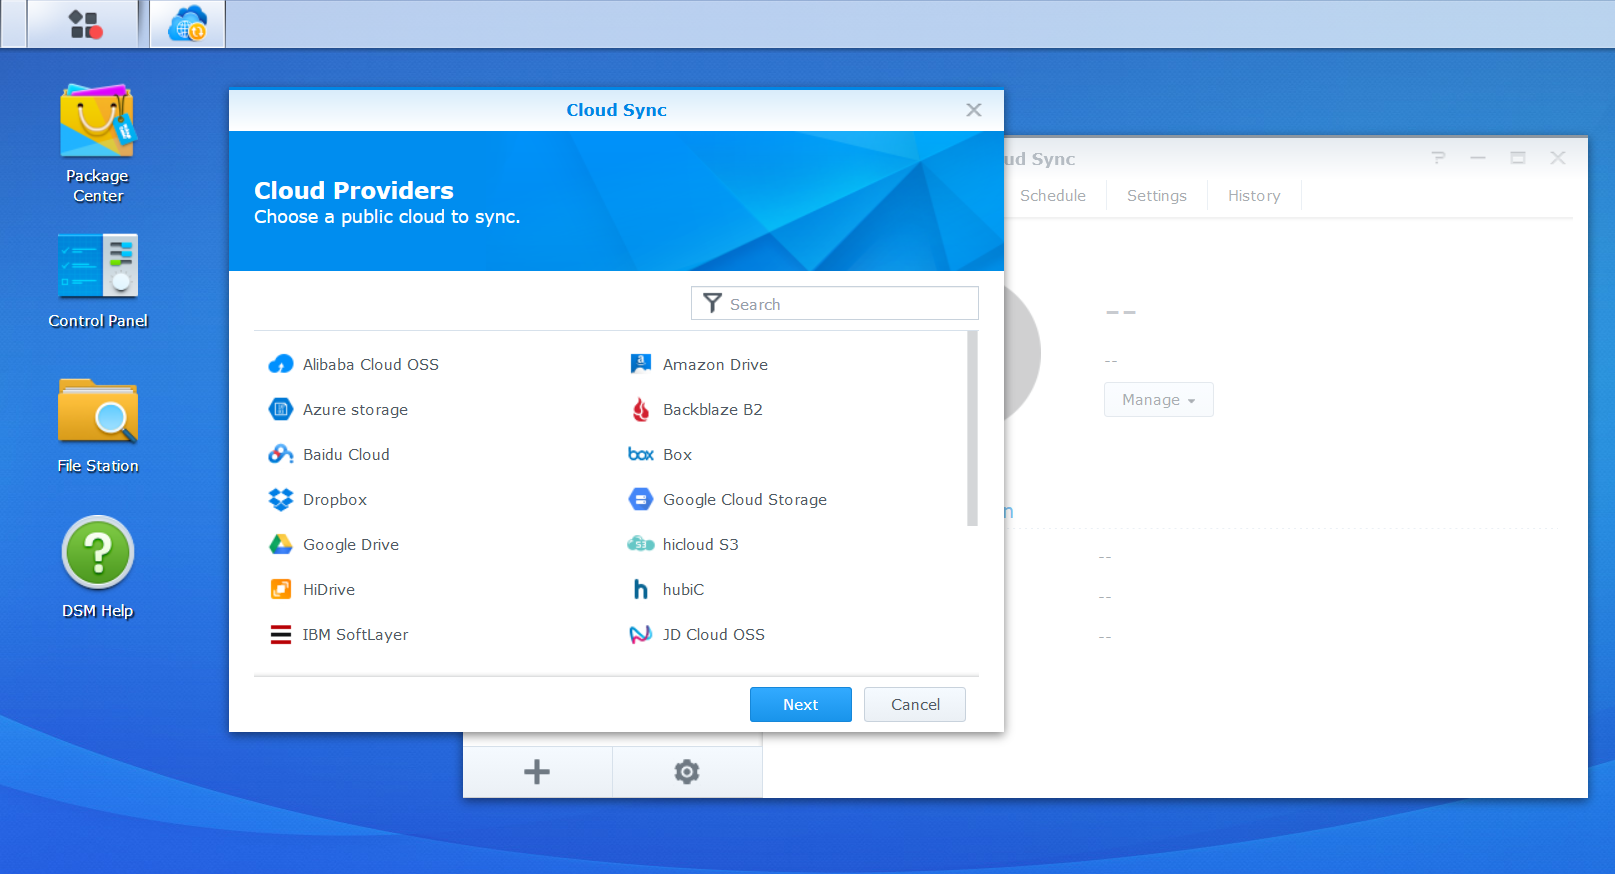 Package
Center
Control Panel
File Station
DSM Help
Cloud Sync
Cloud Providers
Choose a public cloud to sync.
Search
Alibaba Cloud OSS
Amazon Drive
Azure storage
Backblaze B2
Baidu Cloud
box Box
Dropbox
Google Cloud Storage
Google Drive
S3 hicloud S3
HiDrive
h hubiC
IBM SoftLayer
JD Cloud OSS
Next
Cancel
ud Sync
Schedule
Settings
History
--
--
Manage
n
--
--
--